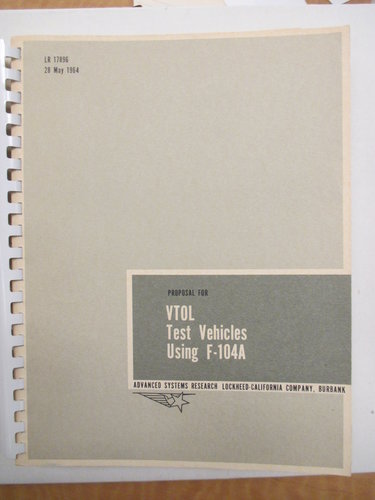 LR 17896
28 May 1964
PROPOSAL FOR
VTOL
Test Vehicles
Using F-104A
ADVANCED SYSTEMS RESEARCH LOCKHEED-CALIFORNIA COMPANY, BURBANK